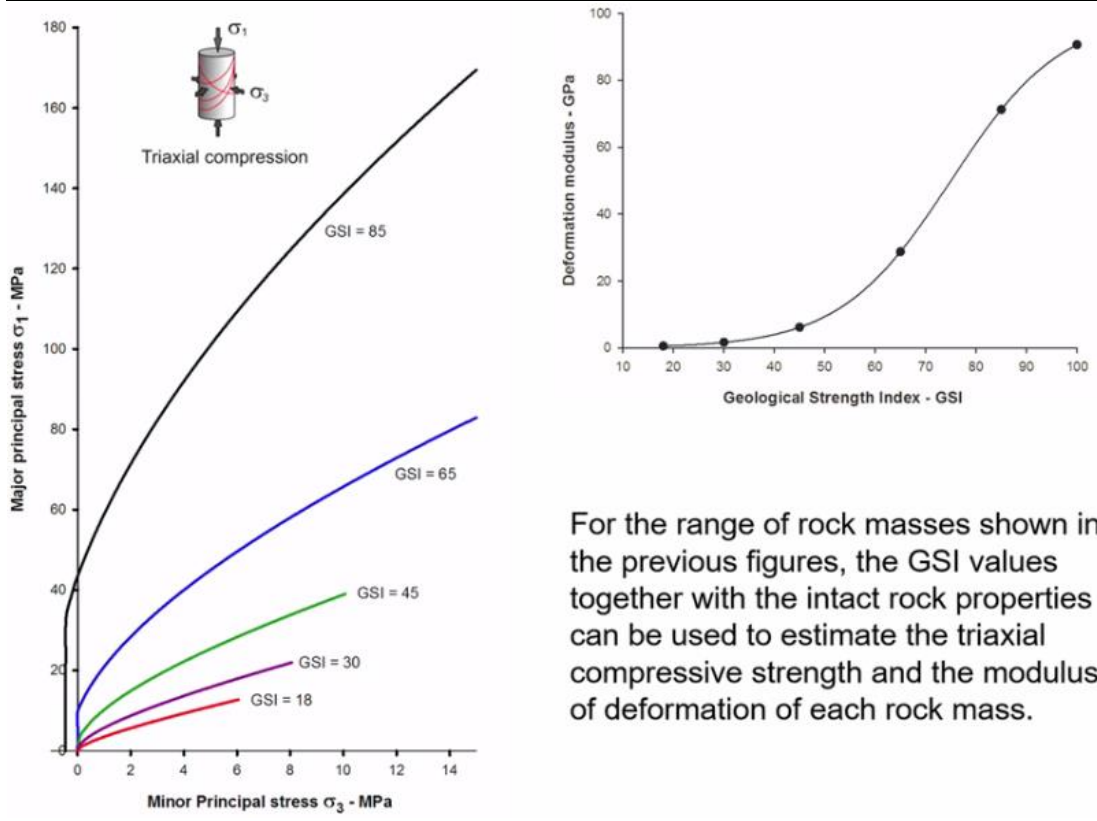 180
160
140
120
100
80
60
40
20
0
Major principal stress σ1 - MPa
σ1
σ3
Triaxial compression
GSI = 85
GSI = 65
GSI = 45
GSI = 30
GSI = 18
0 2 4 6 8 10 12 14
Minor Principal stress σ3 - MPa
100
80
60
40
20
0
Deformation modulus - GPa
10 20 30 40 50 60 70 80 90 100
Geological Strength Index - GSI
For the range of rock masses shown in
the previous figures, the GSI values
together with the intact rock properties
can be used to estimate the triaxial
compressive strength and the modulus
of deformation of each rock mass.